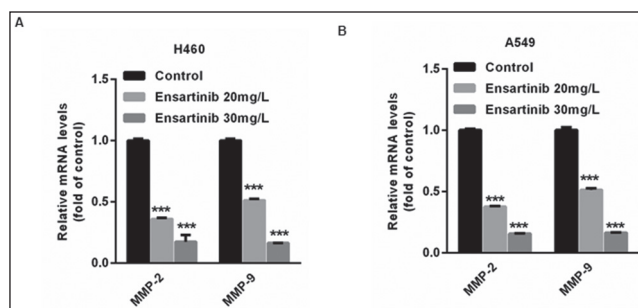 A
H460
Control
Ensartinib 20mg/L
Ensartinib 30mg/L
Relative mRNA levels
(fold of control)
1.5
1.0
0.5
0.0
***
***
***
***
MMP-2
MMP-9
B
A549
Control
Ensartinib 20mg/L
Ensartinib 30mg/L
Relative mRNA levels
(fold of control)
1.5
1.0
0.5
0.0
***
***
***
***
MMP-2
MMP-9